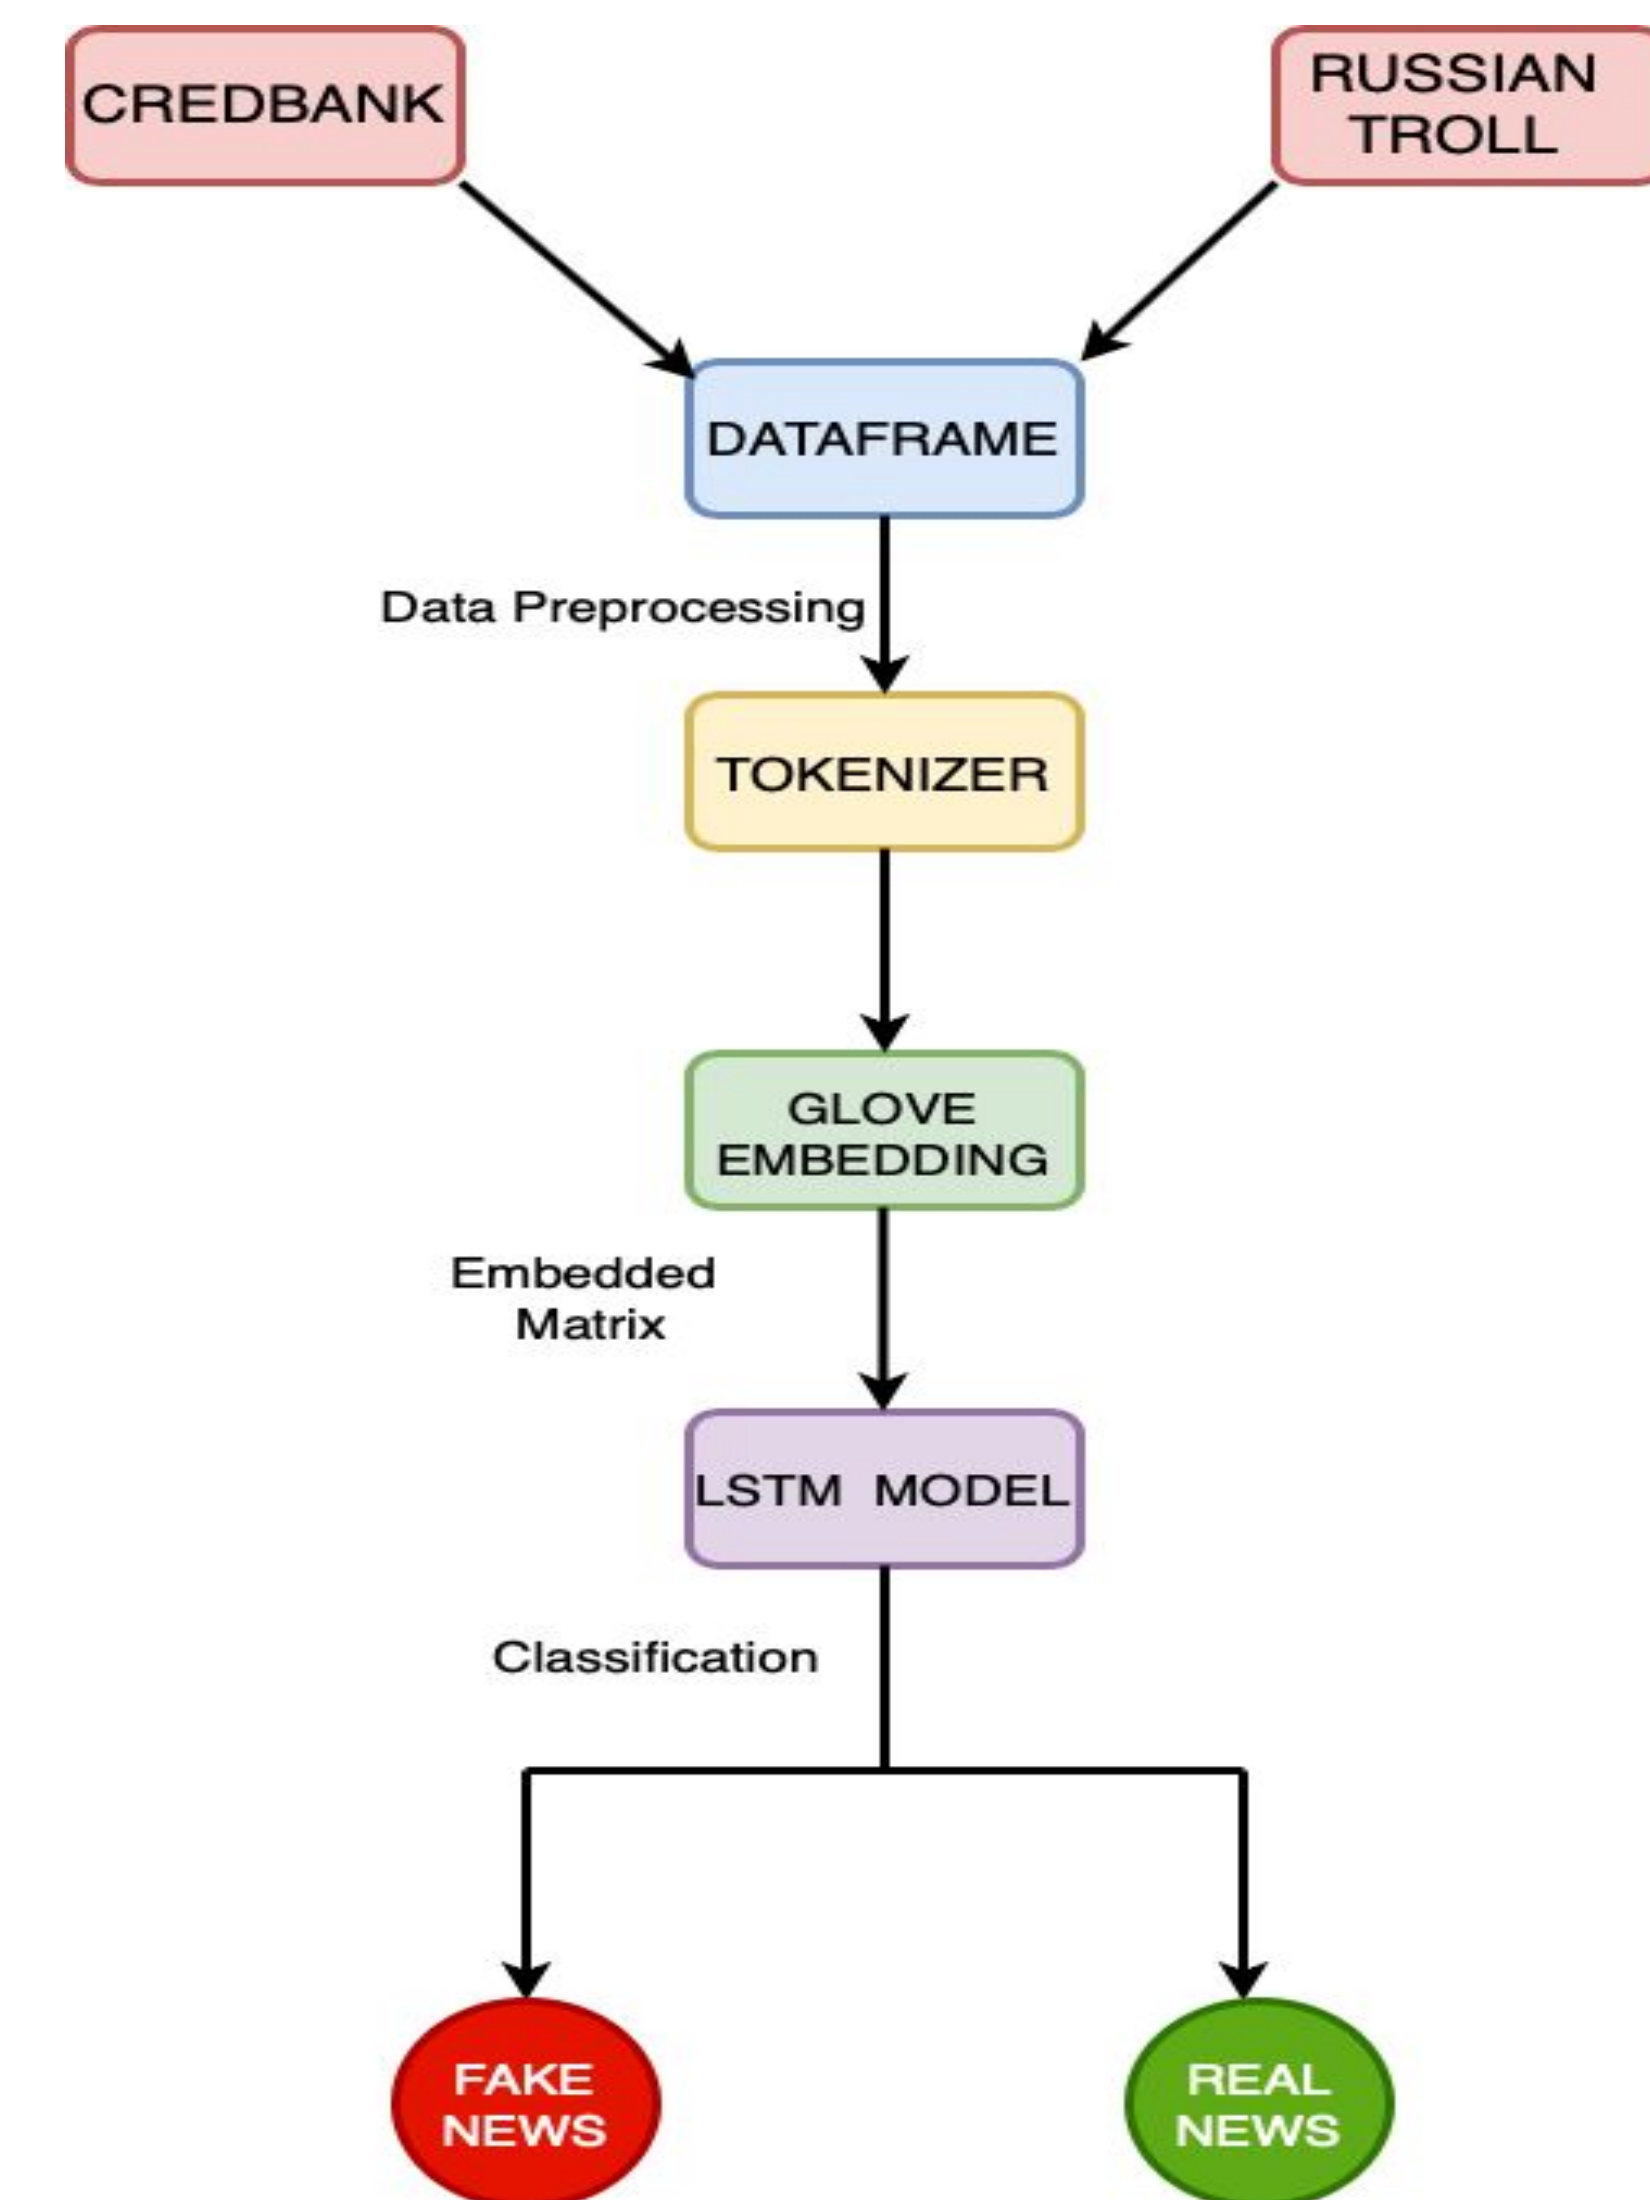 CREDBANK
RUSSIAN
TROLL
DATAFRAME
Data Preprocessing
TOKENIZER
GLOVE
EMBEDDING
Embedded
Matrix
LSTM MODEL
Classification
FAKE
NEWS
REAL
NEWS